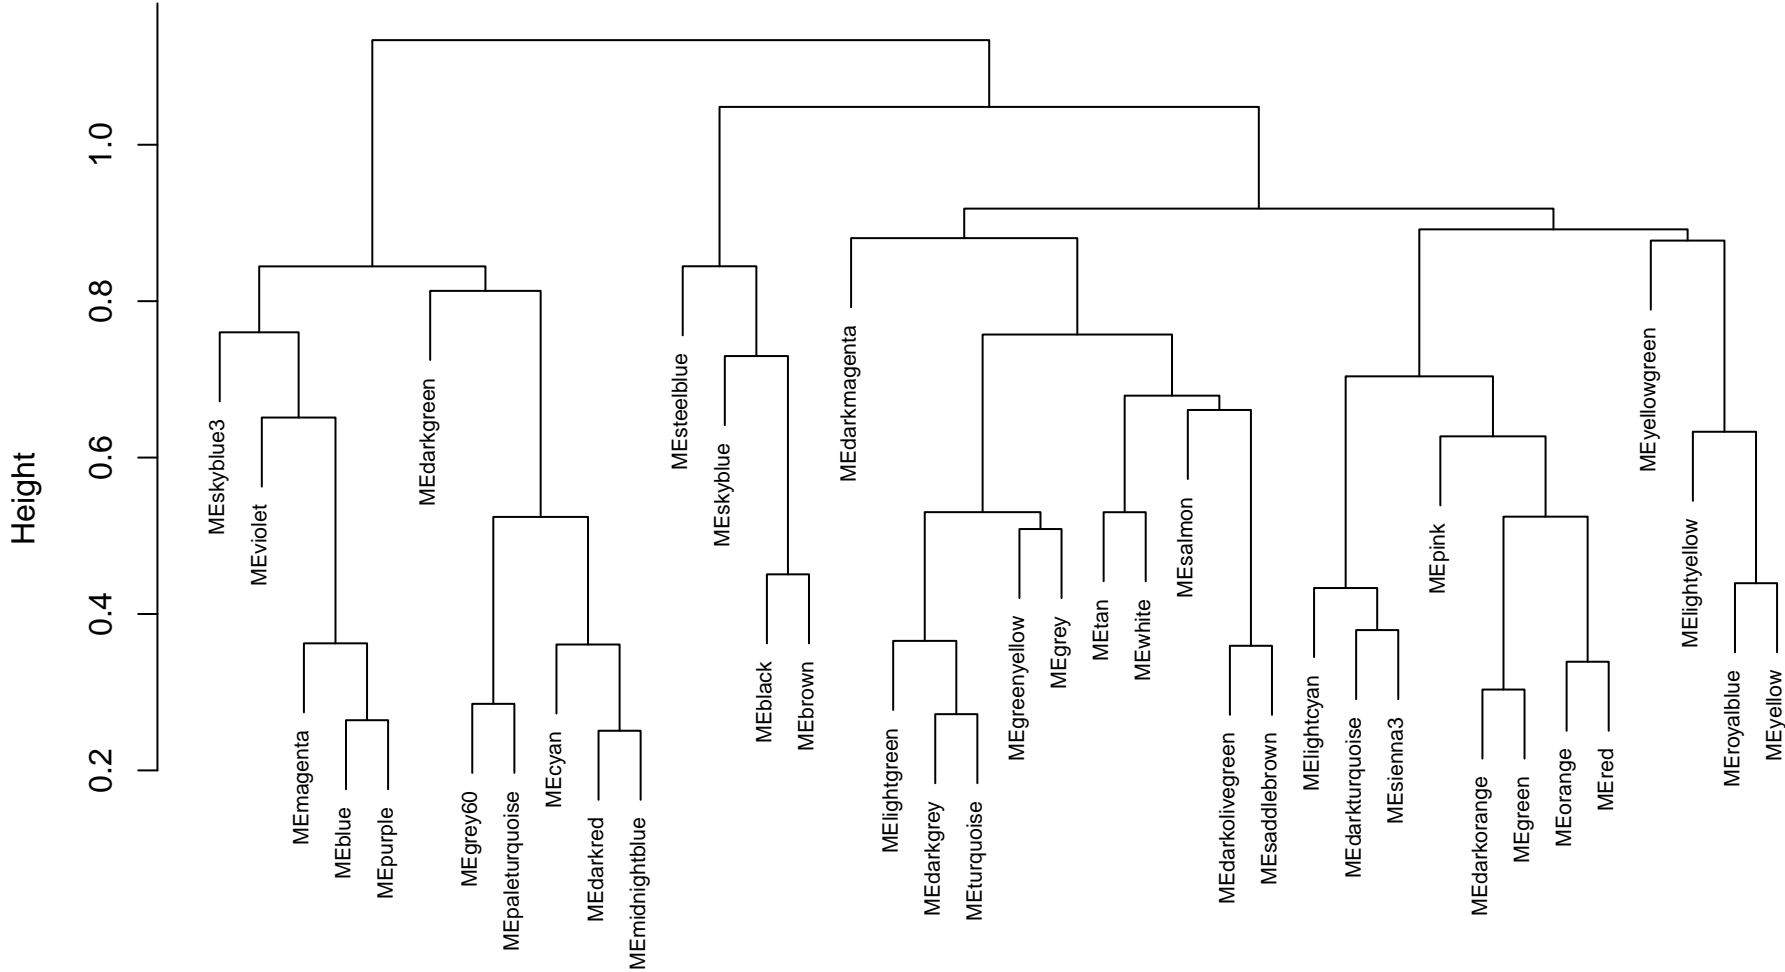 Height
1.0
0.8
0.6
0.4
0.2
MEskyblue3
MEviolet
MEmagenta
MEblue
MEpurple
MEdarkgreen
MEgrey60
MEpaleturquoise
MEcyan
MEdarkred
MEmidnightblue
MEsteelblue
MEskyblue
MEblack
MEbrown
MEdarkmagenta
MElightgreen
MEdarkgrey
MEturquoise
MEgreenyellow
MEgrey
MEtan
MEwhite
MEsalmon
MEdarkolivegreen
MEsaddlebrown
MElightcyan
MEdarkturquoise
MEsienna3
MEpink
MEdarkorange
MEgreen
MEorange
MEred
MEyellowgreen
MElightyellow
MEroyalblue
MEyellow